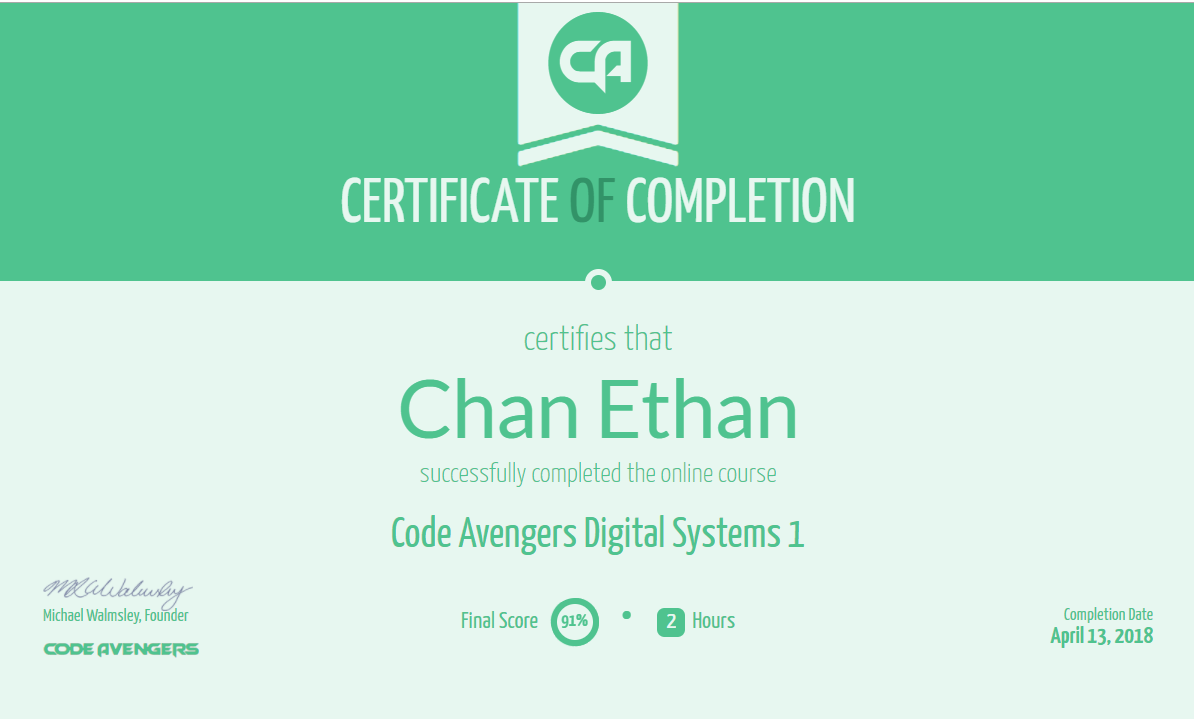 CA
CERTIFICATE OF COMPLETION
certifies that
Chan Ethan
successfully completed the online course
Code Avengers Digital Systems 1
MRWalmsley
Michael Walmsley, Founder
CODE AVENGERS
Final Score 91% • 2 Hours
Completion Date
April 13, 2018